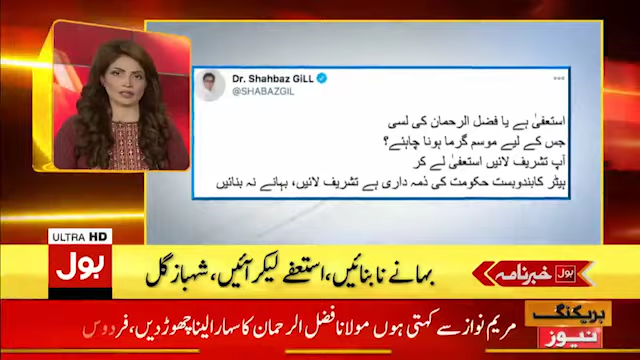 Dr. Shahbaz GiLL
@SHABAZGIL
استعفیٰ ہے یا فضل الرحمان کی لسی
جس کے لیے موسم گرما ہونا چاہئے؟
آپ تشریف لائیں استعفیٰ لے کر
ہیٹر کابندوبست حکومت کی ذمہ داری ہے تشریف لائیں، بہانے نہ بنائیں
ULTRA HD
بول
بہانے نا بنائیں، استعفے لیکر آئیں، شہباز گل
خبرنامہ
بول
بریکنگ
نیوز
مریم نواز سے کہتی ہوں مولانا فضل الرحمان کا سہارا لینا چھوڑ دیں، فردوس